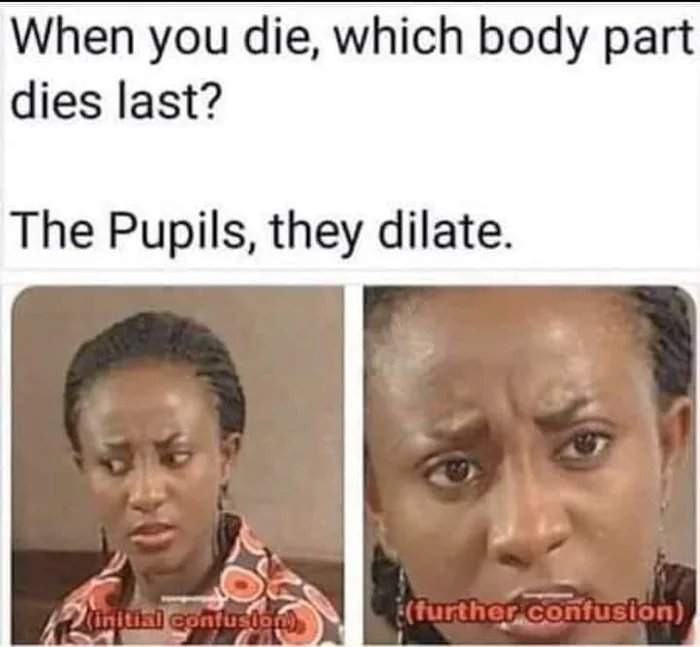 When you die, which body part
dies last?
The Pupils, they dilate.
(initial confusion)
(further confusion)